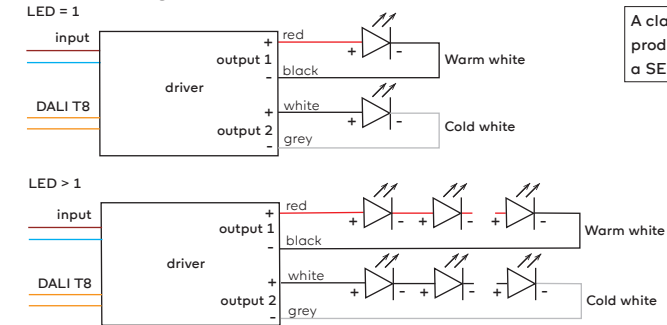 LED = 1
input
DALI T8
driver
+ red
output 1
- black
+ white
output 2
- grey
+ -
Warm white
+ -
Cold white
A cla
prod
a SE
LED > 1
input
DALI T8
driver
+ red
output 1
- black
+ white
output 2
- grey
+ - + - + -
Warm white
+ - + - + -
Cold white